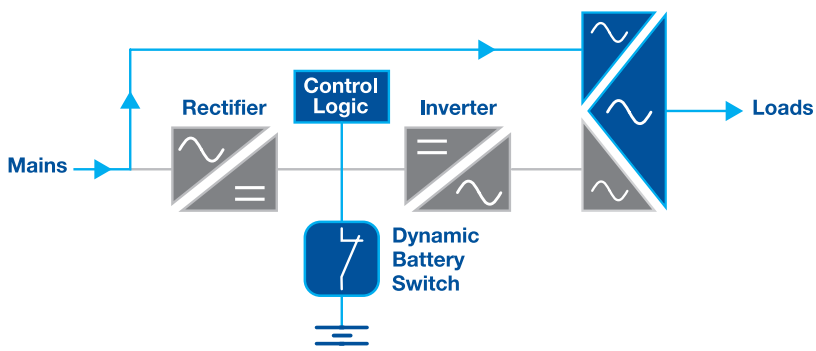 Control
Logic
Rectifier
Inverter
Loads
Mains
Dynamic
Battery
Switch